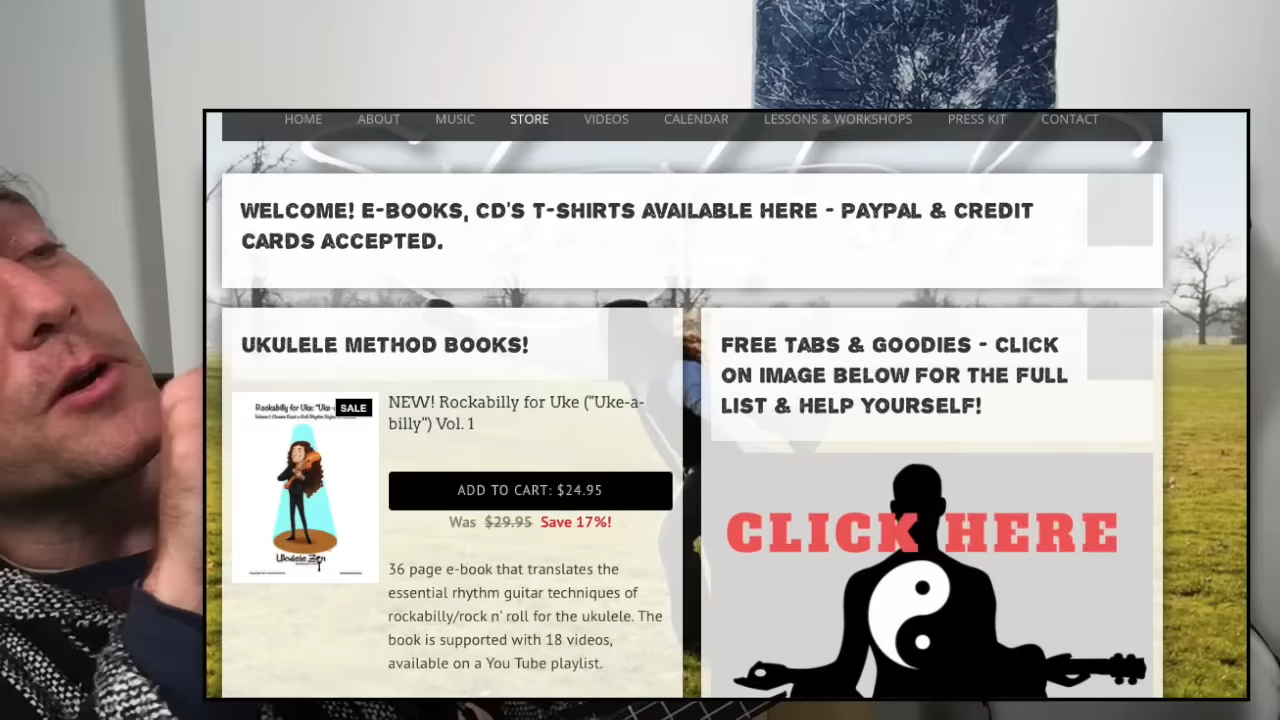 HOME ABOUT MUSIC STORE VIDEOS CALENDAR LESSONS & WORKSHOPS PRESS KIT CONTACT
WELCOME! E-BOOKS, CD'S T-SHIRTS AVAILABLE HERE - PAYPAL & CREDIT
CARDS ACCEPTED.
UKULELE METHOD BOOKS!
SALE
Rockabilly for Uke: "Uke-
Ukulele Zen
NEW! Rockabilly for Uke ("Uke-a-
billy") Vol. 1
ADD TO CART: $24.95
Was $29.95 Save 17%!
36 page e-book that translates the
essential rhythm guitar techniques of
rockabilly/rock n' roll for the ukulele. The
book is supported with 18 videos,
available on a You Tube playlist.
FREE TABS & GOODIES - CLICK
ON IMAGE BELOW FOR THE FULL
LIST & HELP YOURSELF!
CLICK HERE